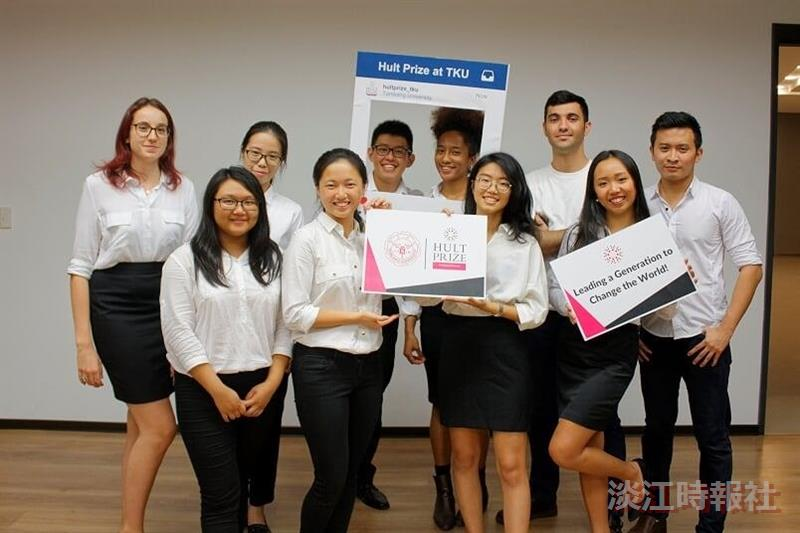 Hult Prize at TKU
hultprize_tku
Tamkang University
Now
HULT
PRIZE
Leading a Generation to
Change the World!
淡江時報社